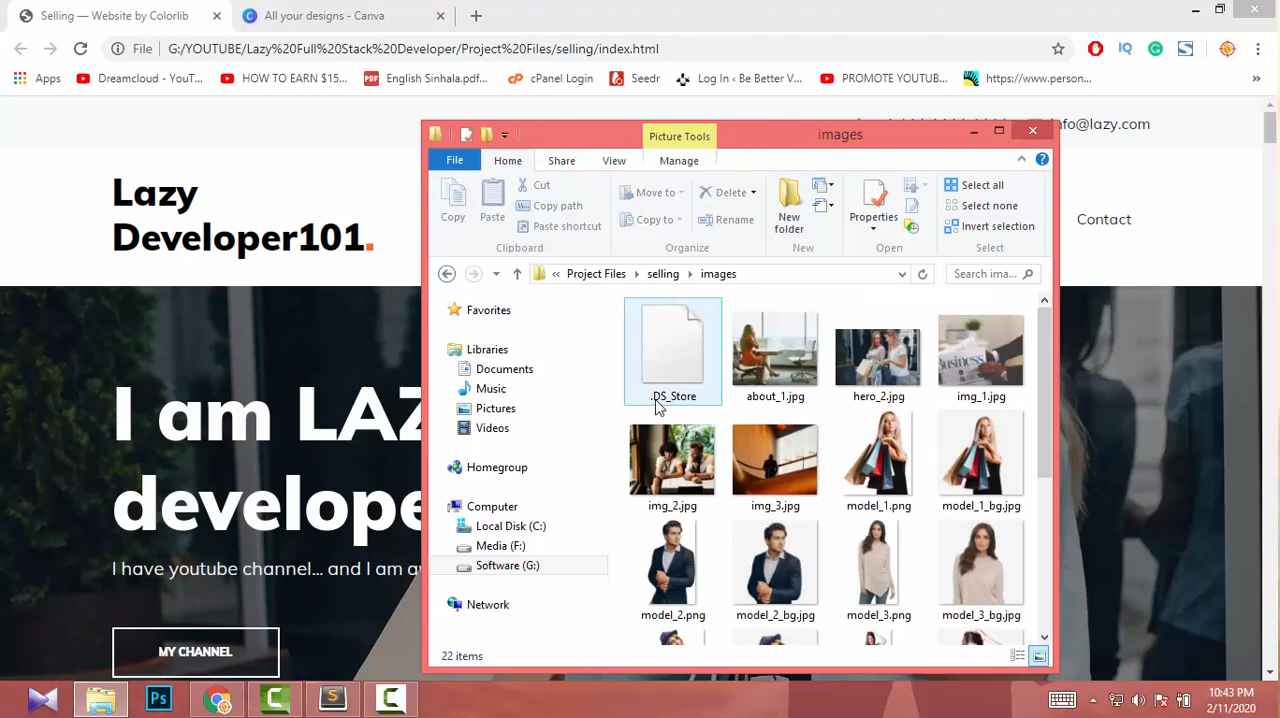 Selling — Website by Colorlib
All your designs - Canva
File G:/YOUTUBE/Lazy%20Full%20Stack%20Developer/Project%20Files/selling/index.html
Apps Dreamcloud - YouT... HOW TO EARN $15... English Sinhala.pdf... cPanel Login Seedr Log In ‹ Be Better V... PROMOTE YOUTUB... https://www.person... »
info@lazy.com
Lazy
Developer101.
Contact
I am LAZ
develope
I have youtube channel... and I am a
MY CHANNEL
Picture Tools images
File Home Share View Manage
Copy Paste Cut Copy path Paste shortcut
Move to Copy to Delete Rename
New folder
Properties
Select all
Select none
Invert selection
Clipboard Organize New Open Select
« Project Files selling images Search ima...
Favorites
Libraries
Documents
Music
Pictures
Videos
Homegroup
Computer
Local Disk (C:)
Media (F:)
Software (G:)
Network
.DS_Store about_1.jpg hero_2.jpg img_1.jpg
img_2.jpg img_3.jpg model_1.png model_1_bg.jpg
model_2.png model_2_bg.jpg model_3.png model_3_bg.jpg
22 items
Ps
10:43 PM
2/11/2020